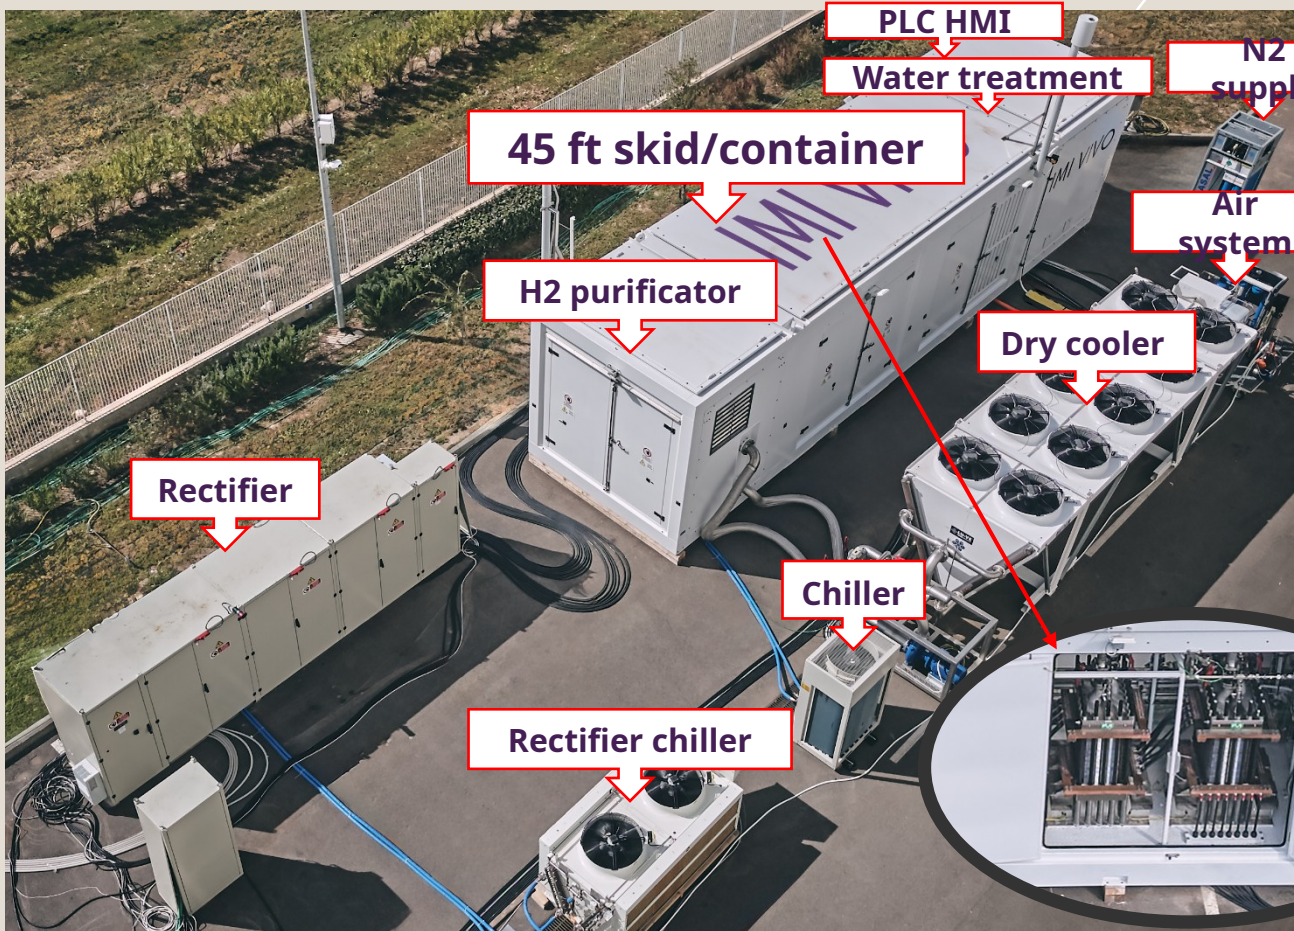 PLC HMI
Water treatment
N2
suppl
45 ft skid/container
IMI VIVO
Air
system
H2 purificator
Dry cooler
Rectifier
Chiller
Rectifier chiller